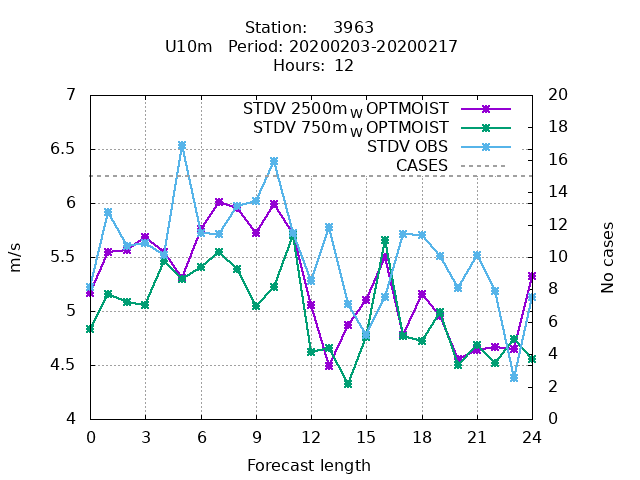 Station: 3963
U10m Period: 20200203-20200217
Hours: 12
STDV 2500m_W OPTMOIST
STDV 750m_W OPTMOIST
STDV OBS
CASES
7
6.5
6
5.5
5
4.5
4
m/s
20
18
16
14
12
10
8
6
4
2
0
No cases
0 3 6 9 12 15 18 21 24
Forecast length